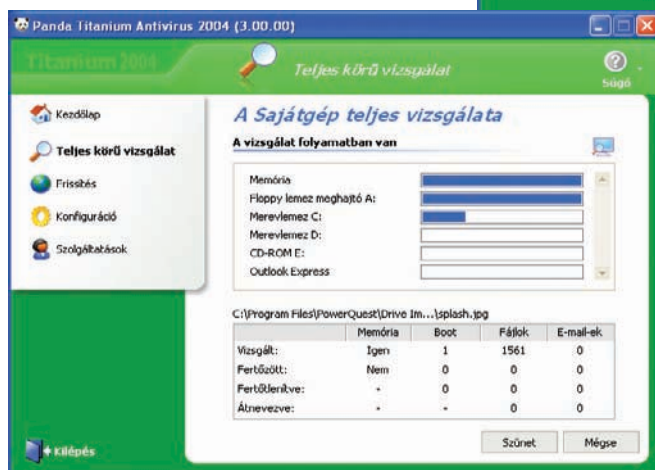 Panda Titanium Antivirus 2004 (3.00.00)
Titanium 2004
Teljes körű vizsgálat
Súgó
Kezdőlap
Teljes körű vizsgálat
Frissítés
Konfiguráció
Szolgáltatások
Kilépés
A Sajátgép teljes vizsgálata
A vizsgálat folyamatban van
Memória
Floppy lemez meghajtó A:
Merevlemez C:
Merevlemez D:
CD-ROM E:
Outlook Express
C:\Program Files\PowerQuest\Drive Im...\splash.jpg
Memória Boot Fájlok E-mail-ek
Vizsgált: Igen 1 1561 0
Fertőzött: Nem 0 0 0
Fertőtlenítve: - 0 0 0
Átnevezve: - - 0 0
Szünet Mégse